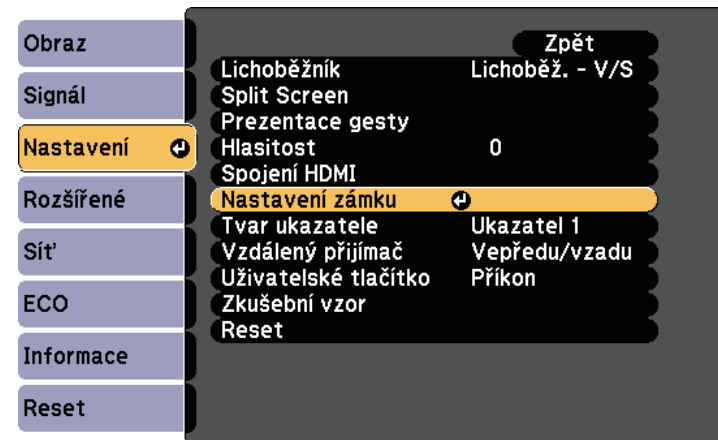 Obraz
Signál
Nastavení
Rozšířené
Síť
ECO
Informace
Reset
Zpět
Lichoběžník Lichoběž. - V/S
Split Screen
Prezentace gesty
Hlasitost 0
Spojení HDMI
Nastavení zámku
Tvar ukazatele Ukazatel 1
Vzdálený přijímač Vepředu/vzadu
Uživatelské tlačítko Příkon
Zkušební vzor
Reset